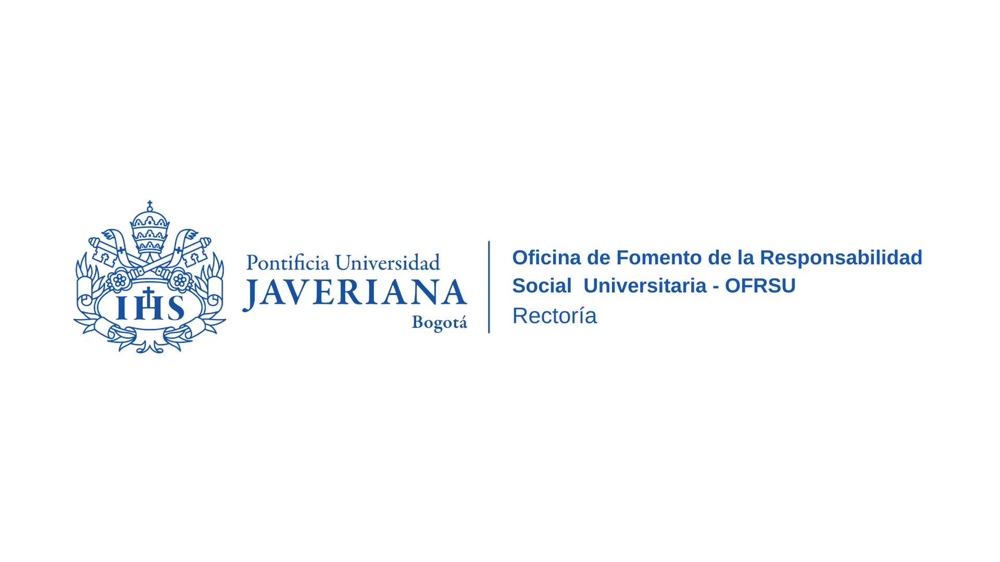 IHS
Pontificia Universidad
JAVERIANA
Bogotá
Oficina de Fomento de la Responsabilidad
Social  Universitaria - OFRSU
Rectoría